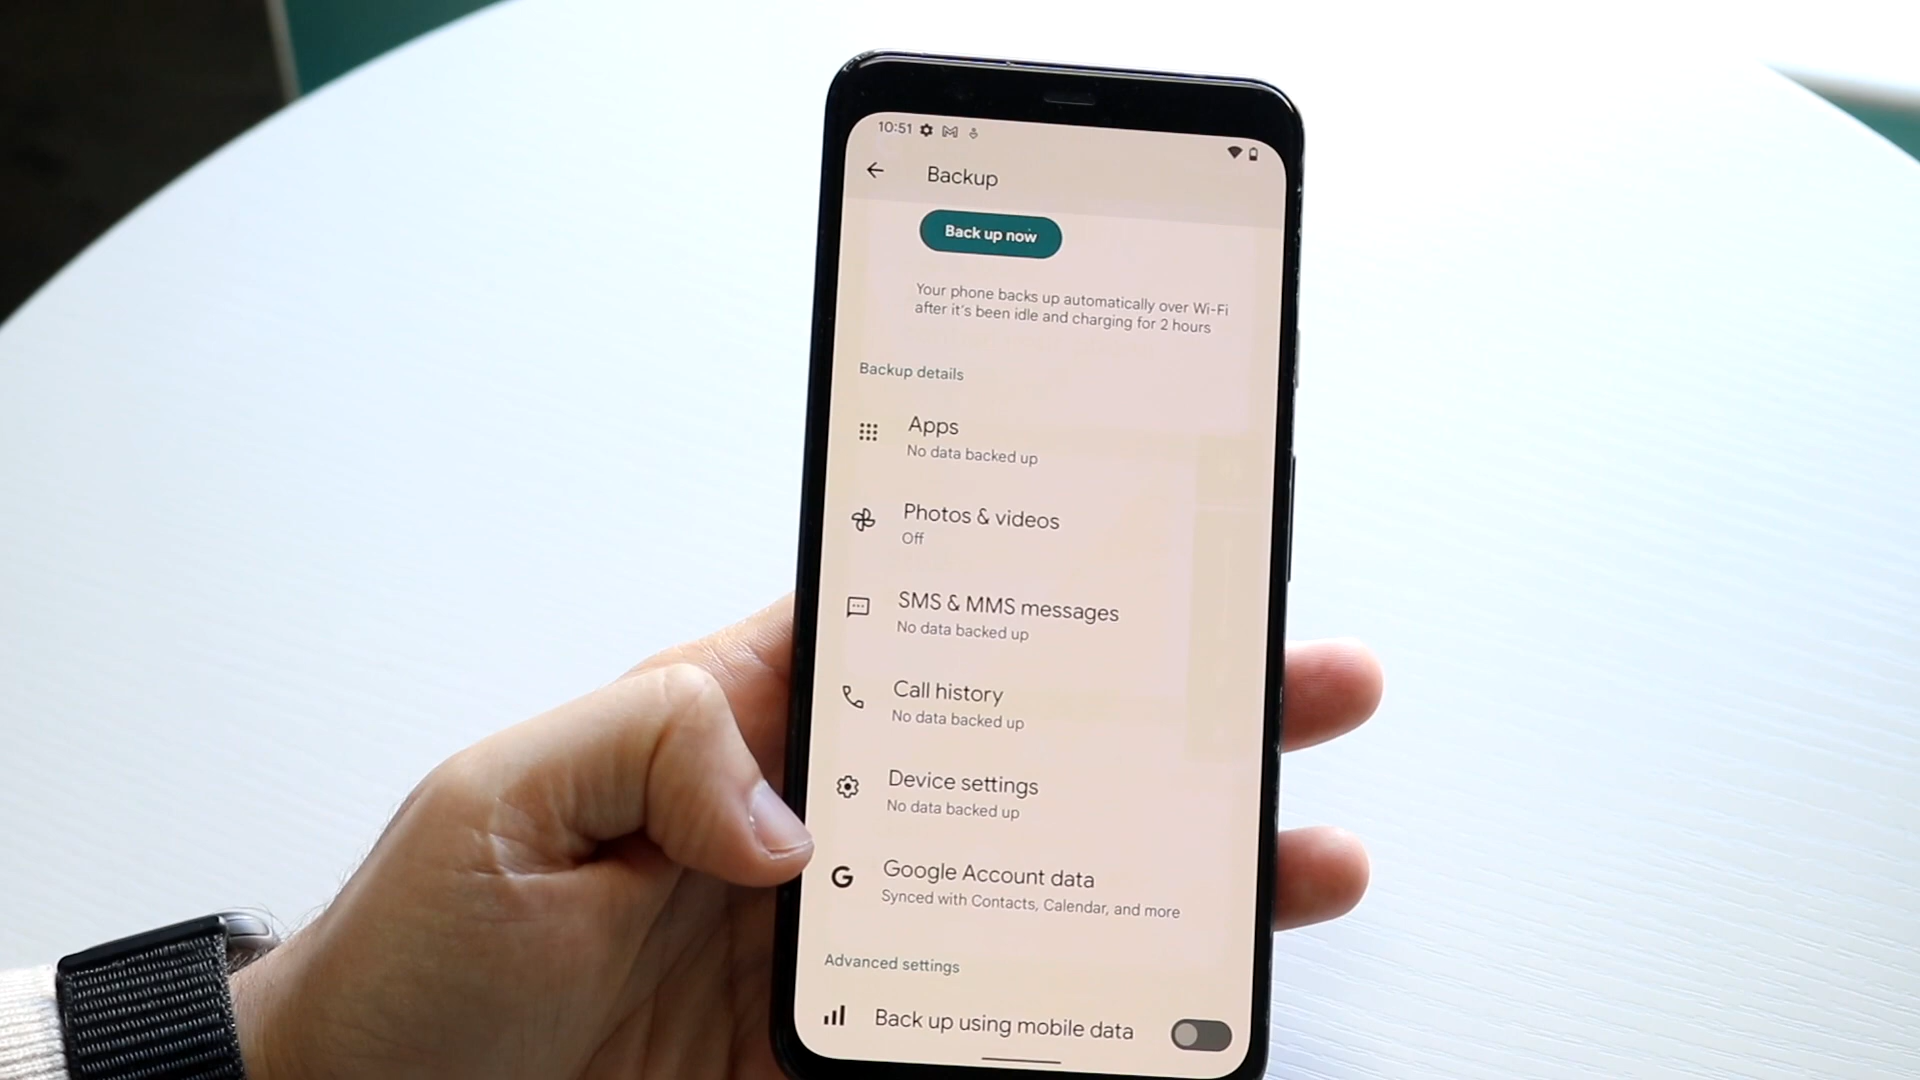 10:51
Backup
Back up now
Your phone backs up automatically over Wi-Fi
after it's been idle and charging for 2 hours
Backup details
Apps
No data backed up
Photos & videos
Off
SMS & MMS messages
No data backed up
Call history
No data backed up
Device settings
No data backed up
Google Account data
Synced with Contacts, Calendar, and more
Advanced settings
Back up using mobile data